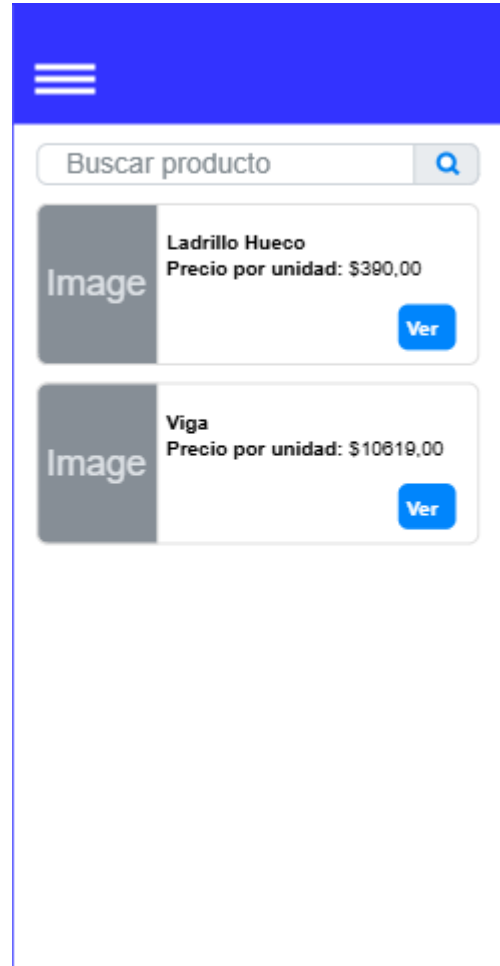 Buscar producto
Image
Ladrillo Hueco
Precio por unidad: $390,00
Ver
Image
Viga
Precio por unidad: $10619,00
Ver